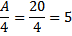 A/4 = 20/4 = 5